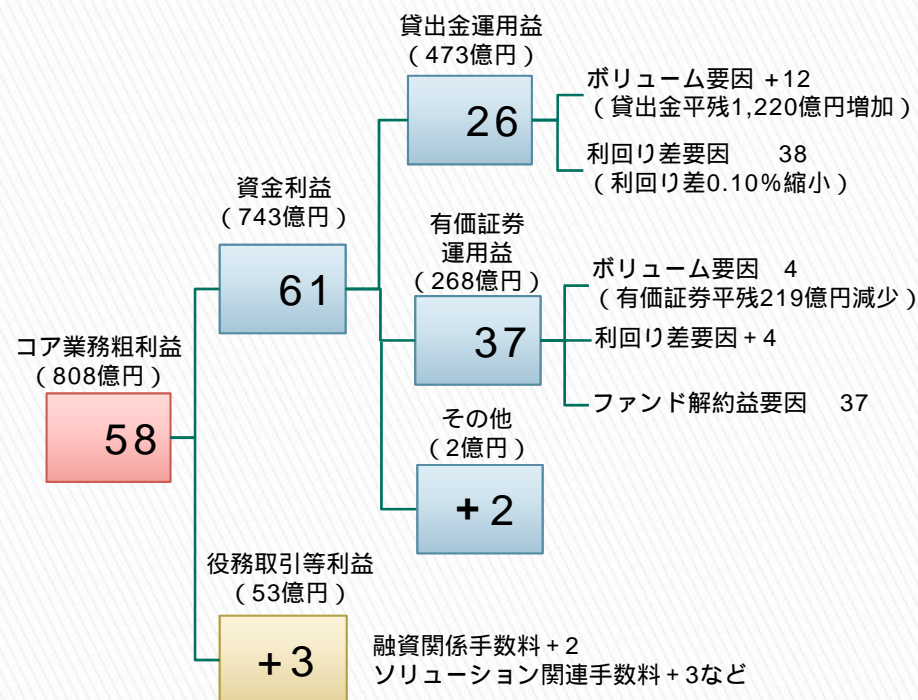 貸出金運用益
（473億円）
26
ボリューム要因 +12
（貸出金平残1,220億円増加）
利回り差要因 38
（利回り差0.10%縮小）
資金利益
（743億円）
61
有価証券
運用益
（268億円）
37
ボリューム要因 4
（有価証券平残219億円減少）
利回り差要因+4
ファンド解約益要因 37
コア業務粗利益
（808億円）
58
その他
（2億円）
+2
役務取引等利益
（53億円）
+3
融資関係手数料+2
ソリューション関連手数料+3など